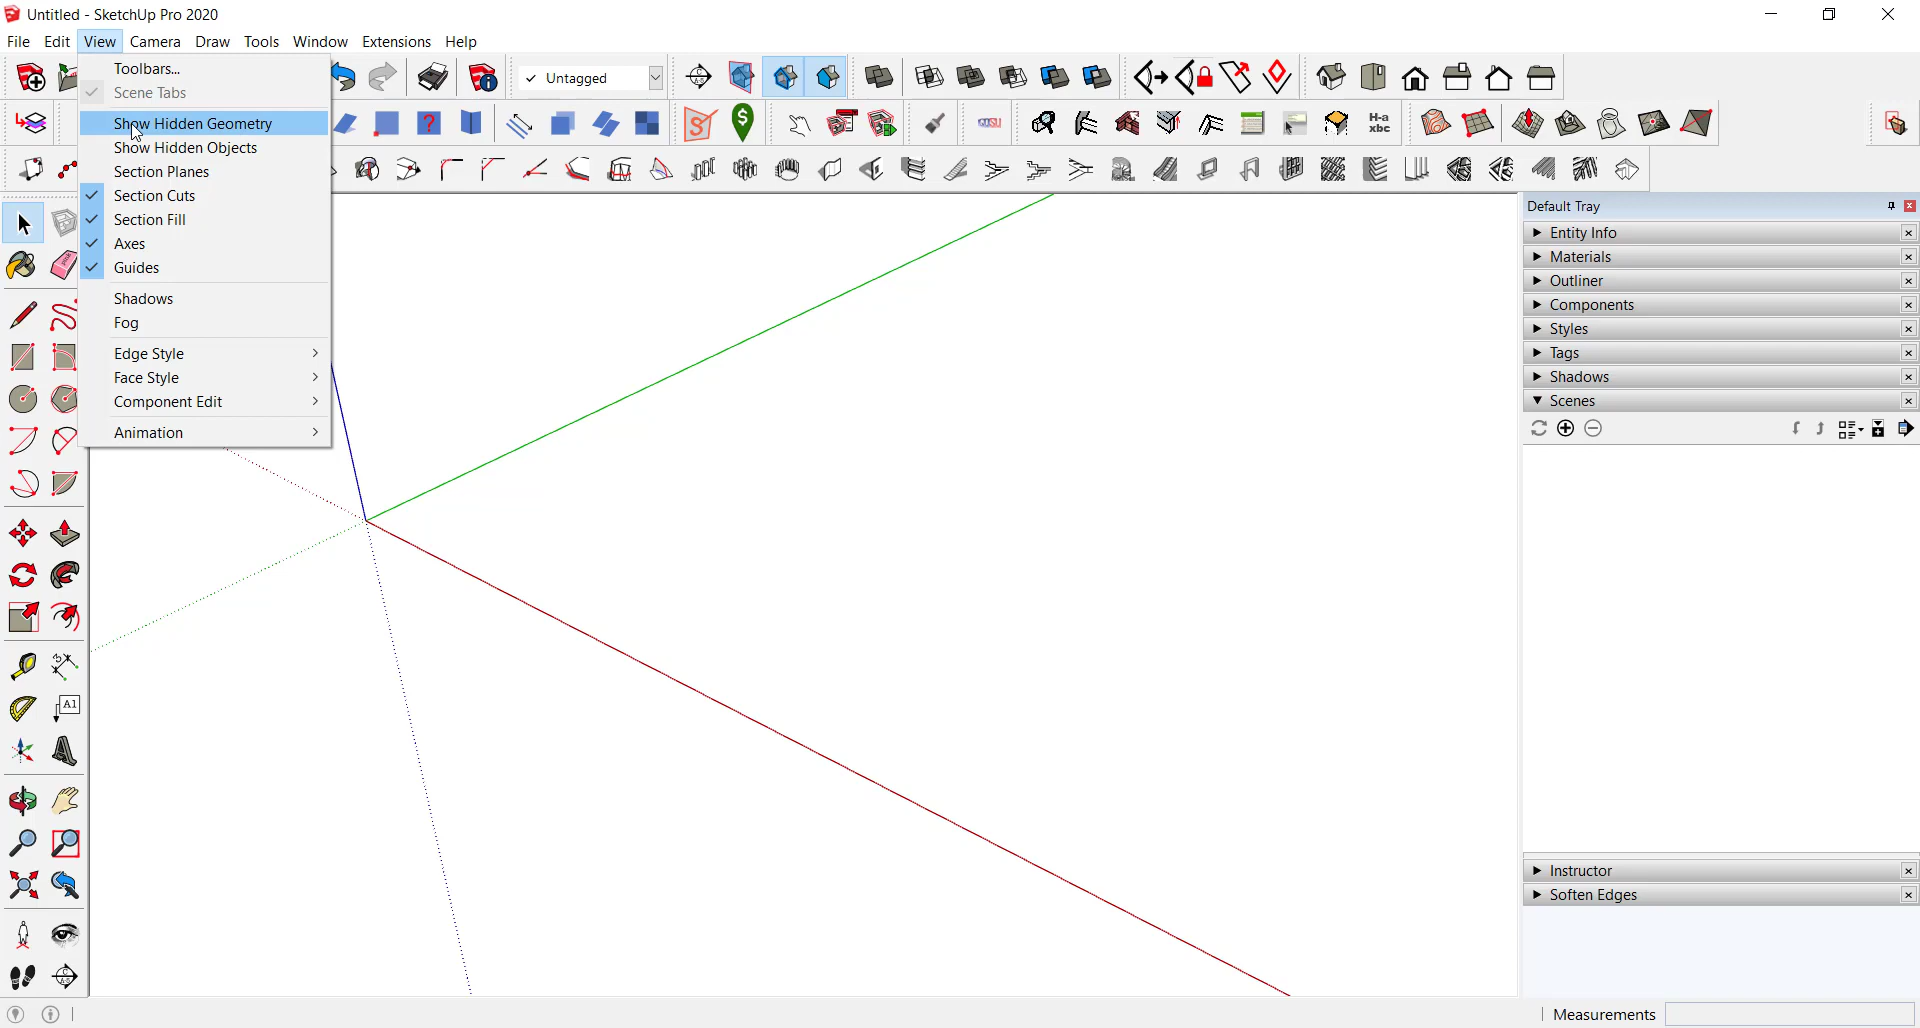 Untitled - SketchUp Pro 2020
File Edit View Camera Draw Tools Window Extensions Help
Toolbars...
Scene Tabs
Show Hidden Geometry
Show Hidden Objects
Section Planes
Section Cuts
Section Fill
Axes
Guides
Shadows
Fog
Edge Style
Face Style
Component Edit
Animation
Untagged
H-a
xbc
A1
Default Tray
Entity Info
Materials
Outliner
Components
Styles
Tags
Shadows
Scenes
Instructor
Soften Edges
Measurements